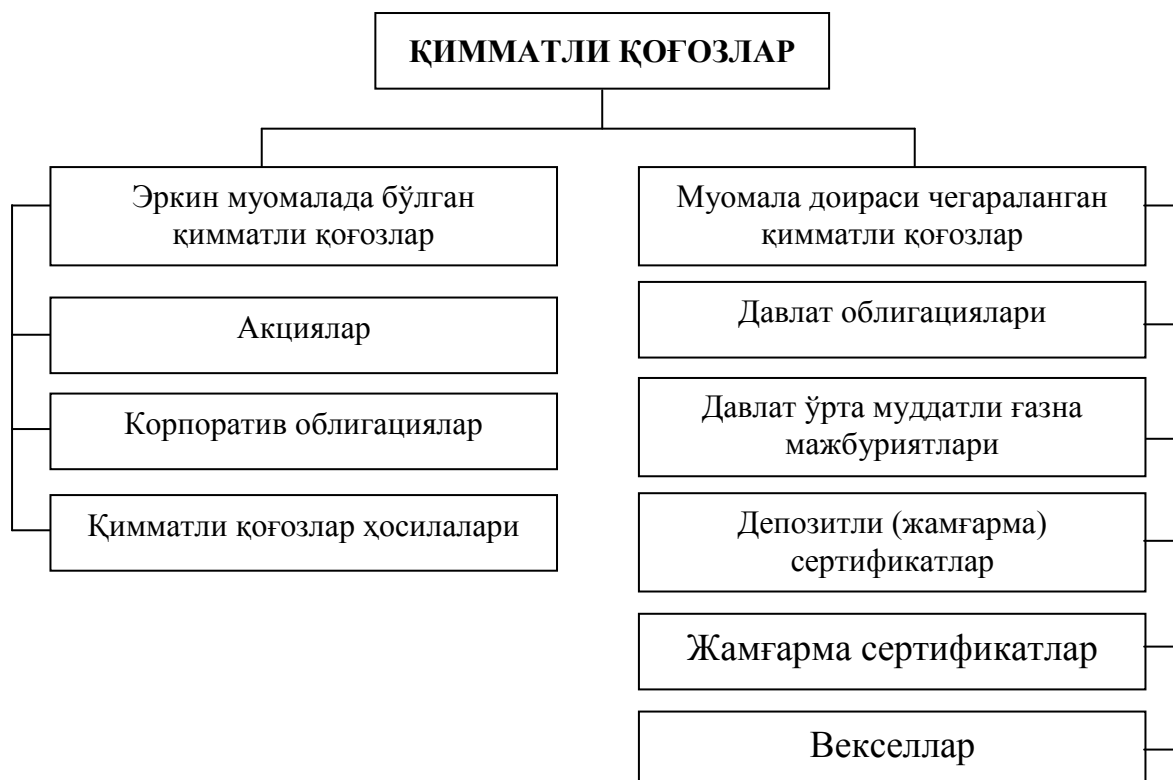 ҚИММАТЛИ ҚОҒОЗЛАР
Эркин муомалада бўлган
қимматли қоғозлар
Акциялар
Корпоратив облигациялар
Қимматли қоғозлар ҳосилалари
Муомала доираси чегараланган
қимматли қоғозлар
Давлат облигациялари
Давлат ўрта муддатли ғазна
мажбуриятлари
Депозитли (жамғарма)
сертификатлар
Жамғарма сертификатлар
Векселлар